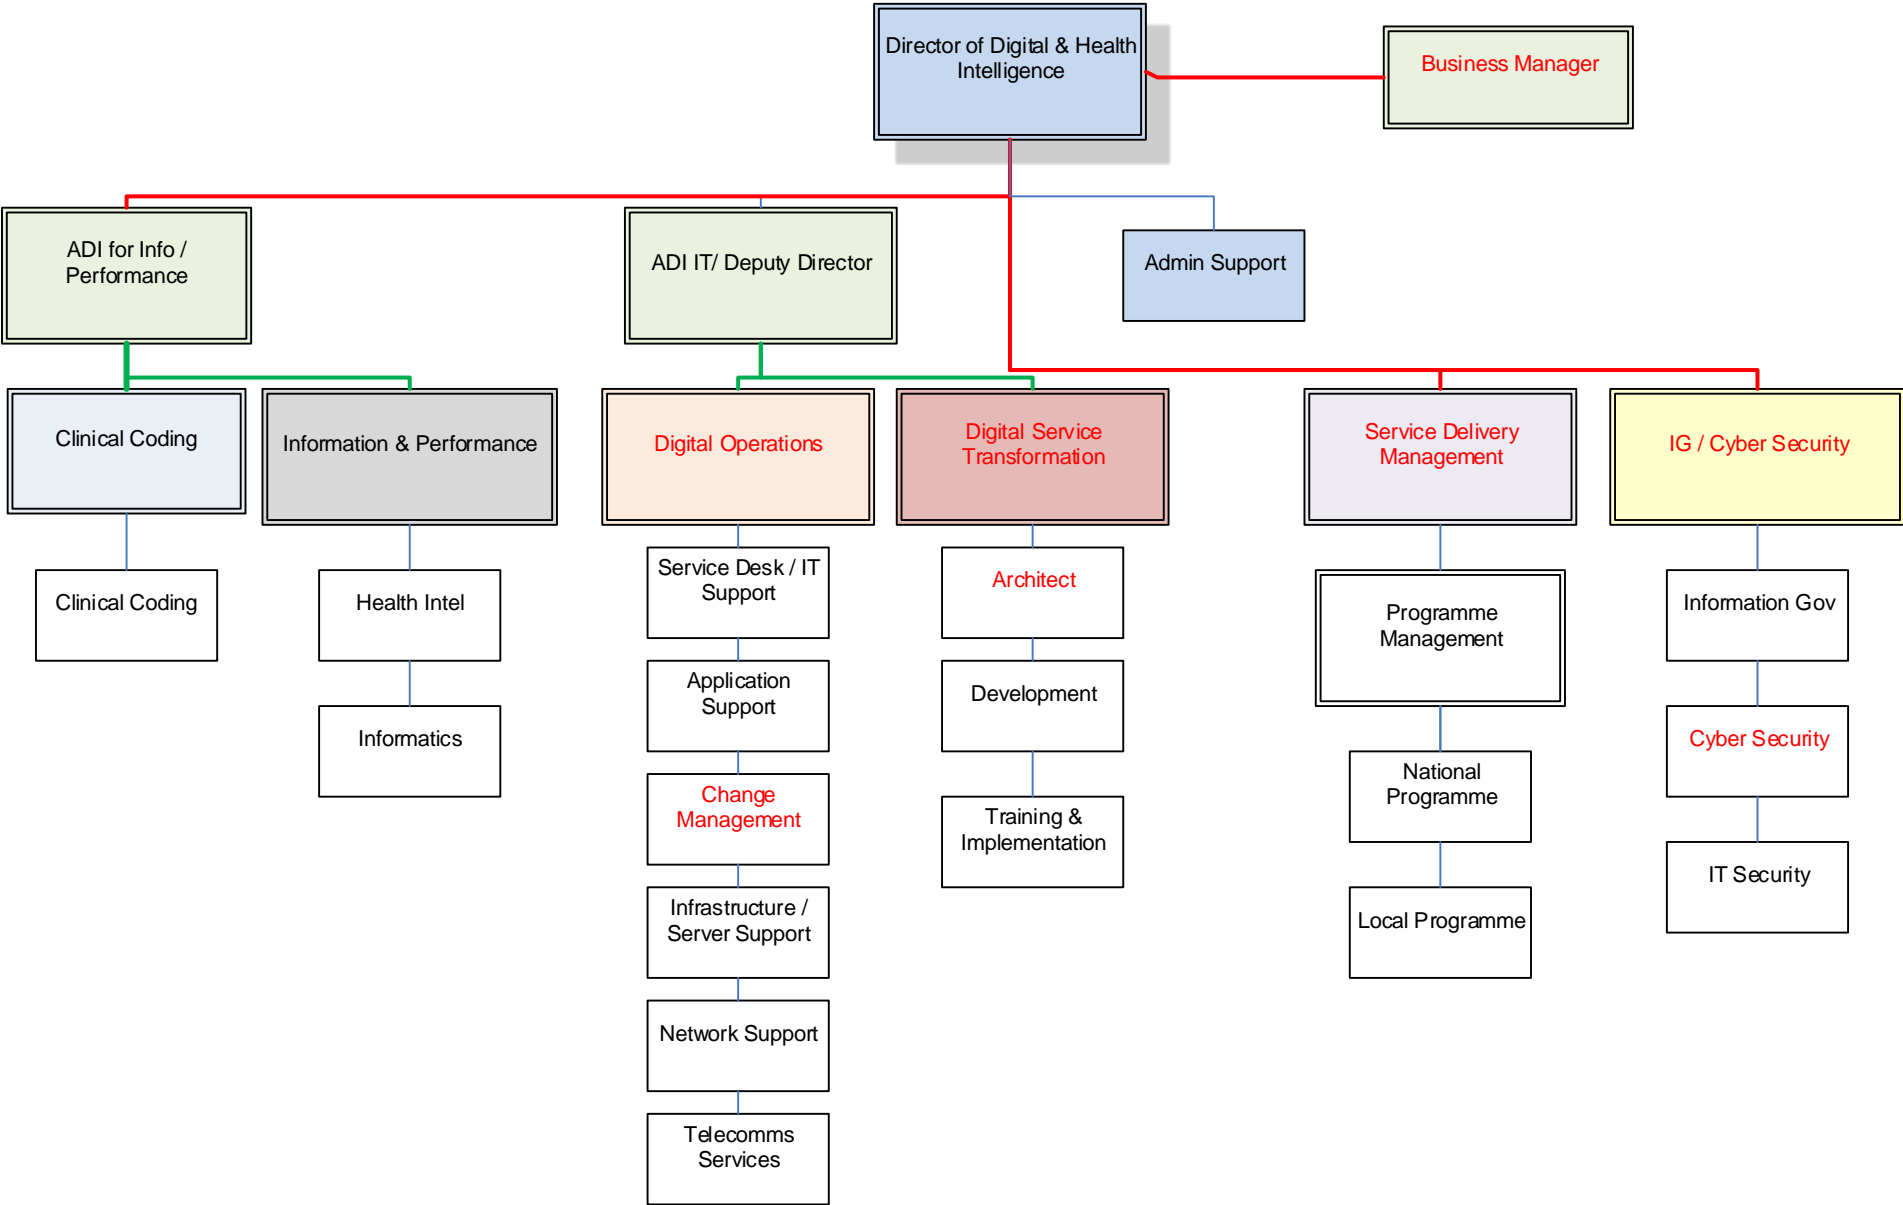 Director of Digital & Health
Intelligence
Business Manager
ADI for Info /
Performance
ADI IT/ Deputy Director
Admin Support
Clinical Coding
Information & Performance
Digital Operations
Digital Service
Transformation
Service Delivery
Management
IG / Cyber Security
Clinical Coding
Health Intel
Informatics
Service Desk / IT
Support
Application
Support
Change
Management
Infrastructure /
Server Support
Network Support
Telecomms
Services
Architect
Development
Training &
Implementation
Programme
Management
National
Programme
Local Programme
Information Gov
Cyber Security
IT Security